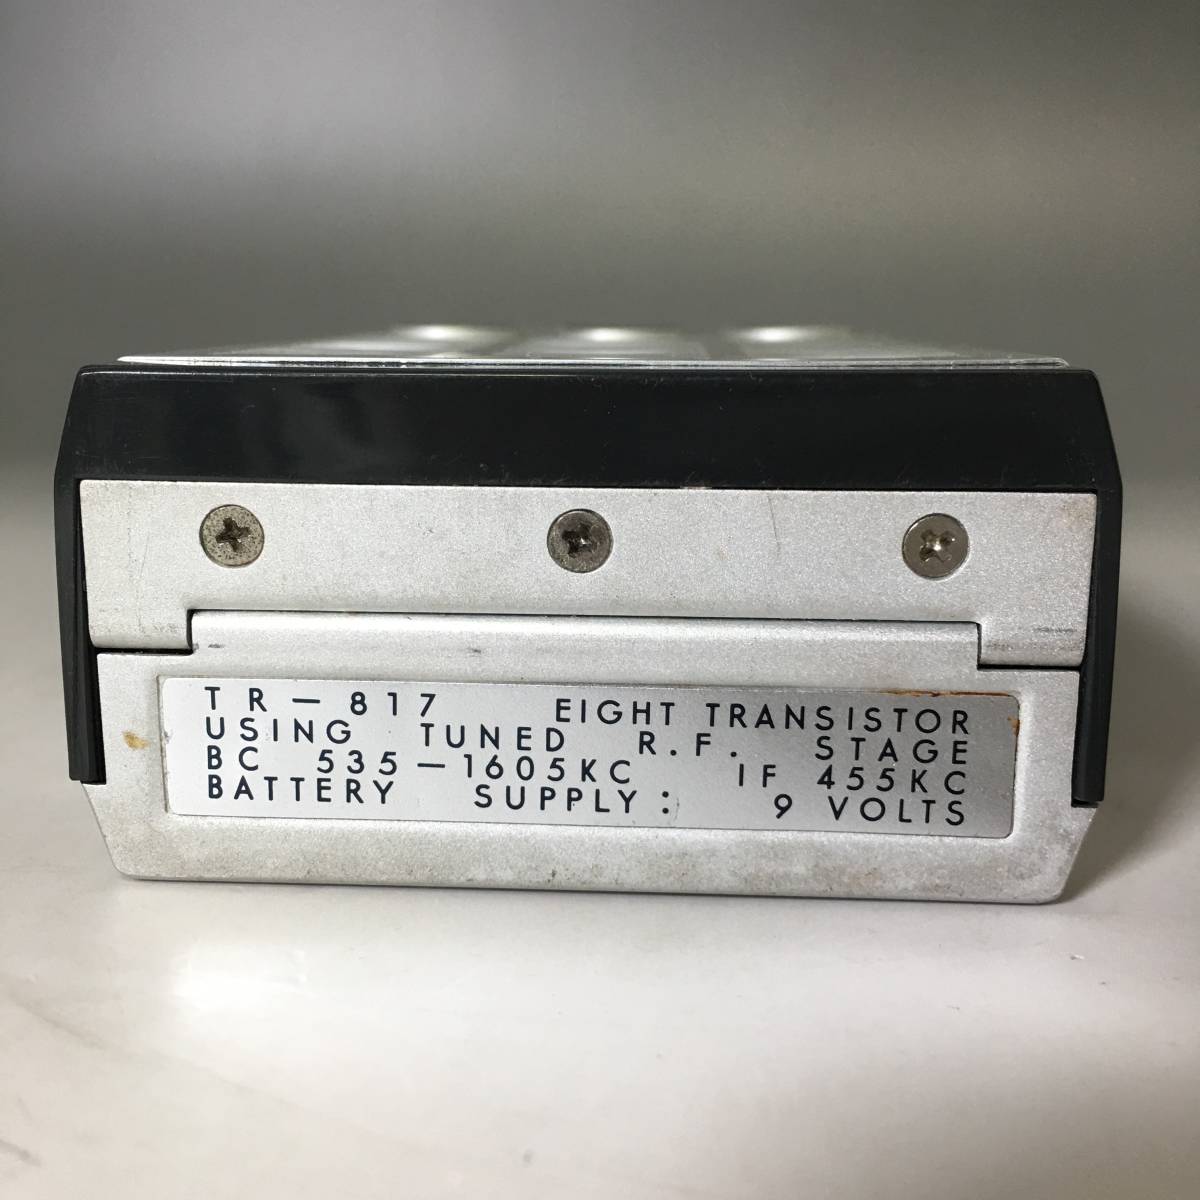 TR-817 EIGHT TRANSISTOR
USING TUNED R.F. STAGE
BC 535-1605KC IF 455KC
BATTERY SUPPLY: 9 VOLTS